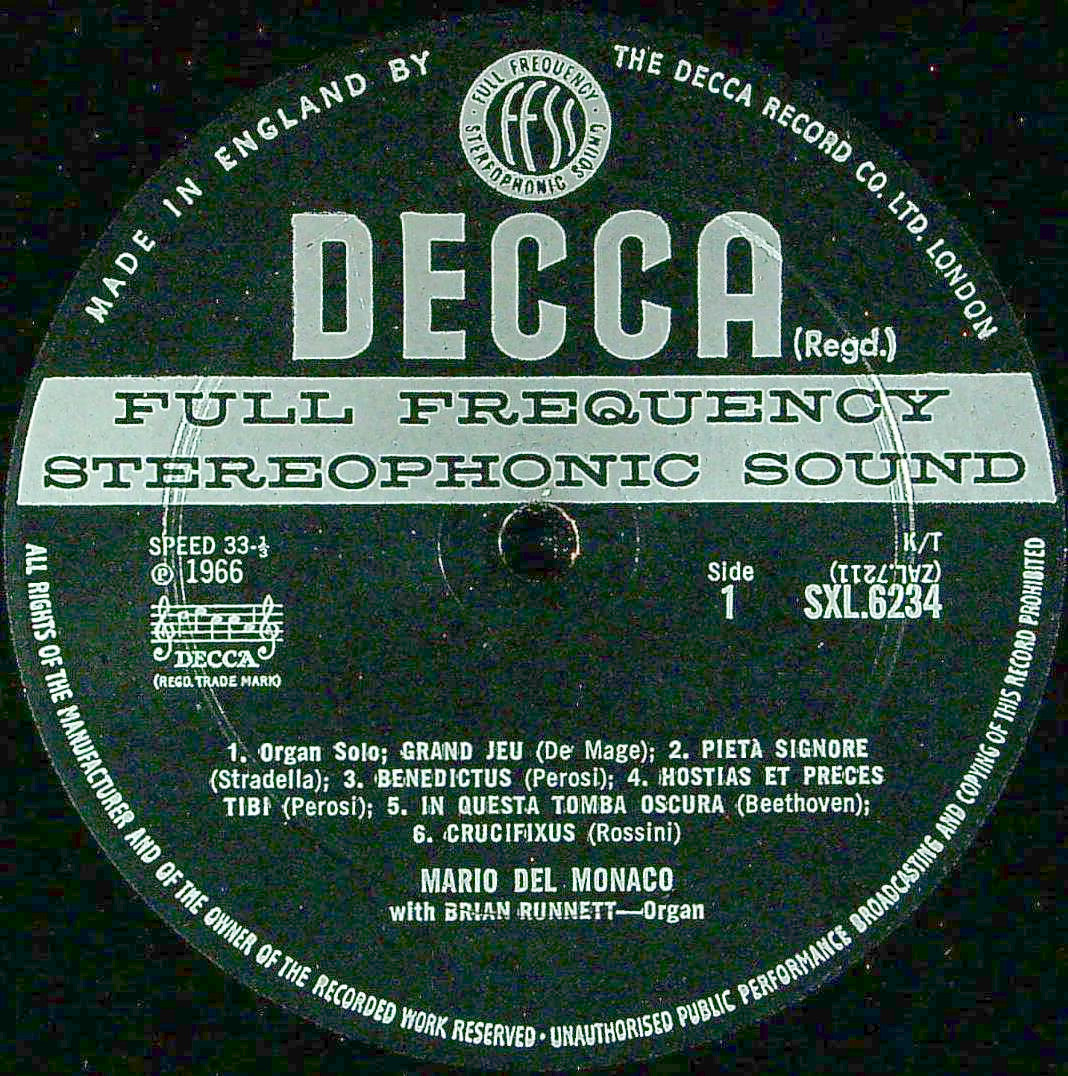 MADE IN ENGLAND BY
THE DECCA RECORD CO. LTD. LONDON
· FULL FREQUENCY ·
STEREOPHONIC SOUND
FFSS
DECCA
(Regd.)
FULL FREQUENCY
STEREOPHONIC SOUND
SPEED 33-⅓
Ⓟ 1966
DECCA
(REGD. TRADE MARK)
K/T
(ZAL.7211)
Side
1
SXL.6234
1. Organ Solo; GRAND JEU (De Mage); 2. PIETÀ SIGNORE
(Stradella); 3. BENEDICTUS (Perosi); 4. HOSTIAS ET PRECES
TIBI (Perosi); 5. IN QUESTA TOMBA OSCURA (Beethoven);
6. CRUCIFIXUS (Rossini)
MARIO DEL MONACO
with BRIAN RUNNETT—Organ
ALL RIGHTS OF THE MANUFACTURER AND OF THE OWNER OF THE RECORDED WORK RESERVED · UNAUTHORISED PUBLIC PERFORMANCE BROADCASTING AND COPYING OF THIS RECORD PROHIBITED